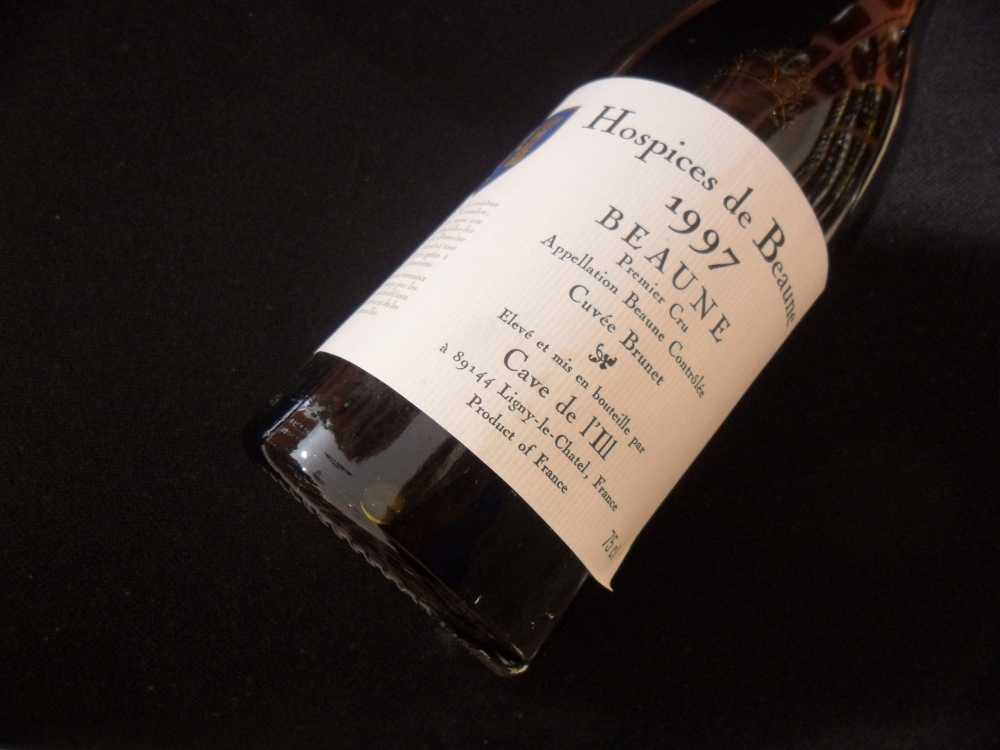 Hospices de Beaune
1997
BEAUNE
Premier Cru
Appellation Beaune Contrôlée
Cuvée Brunet
Elevé et mis en bouteille par
Cave de l'Ill
à 89144 Ligny-le-Chatel, France
Product of France
75 cl